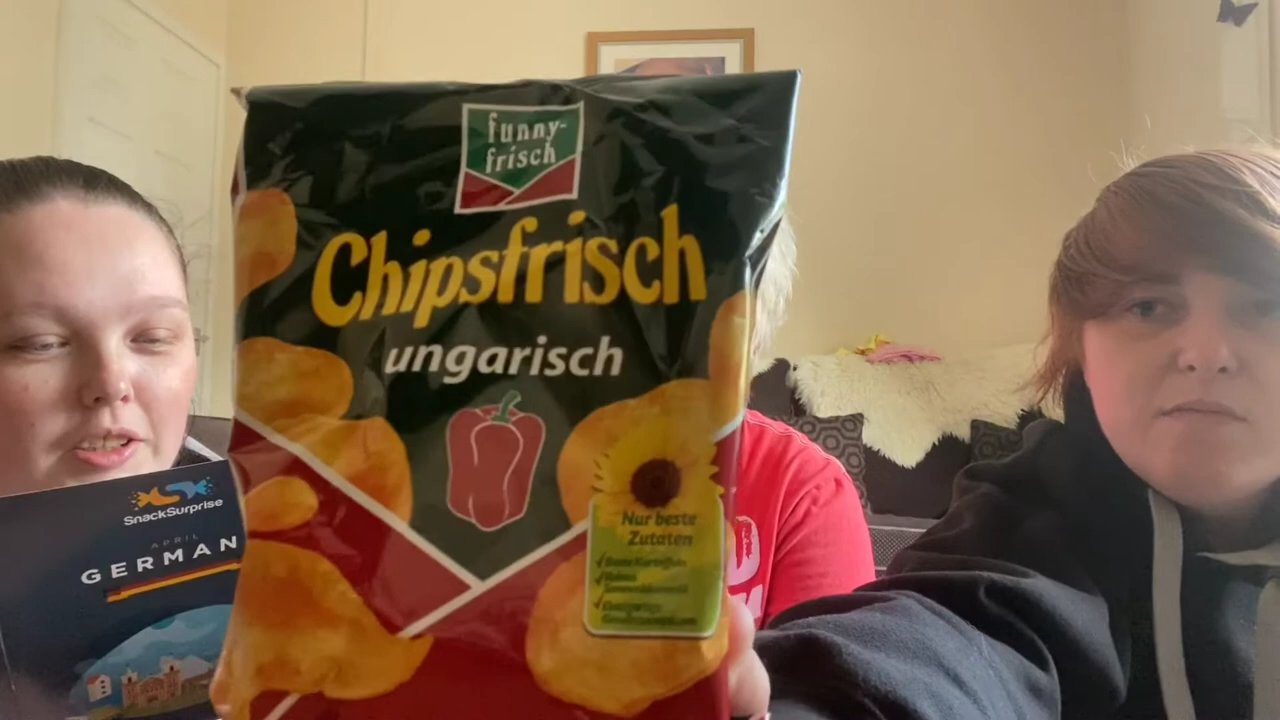 funny-
frisch
Chipsfrisch
ungarisch
Nur beste
Zutaten
SnackSurprise
APRIL
GERMAN